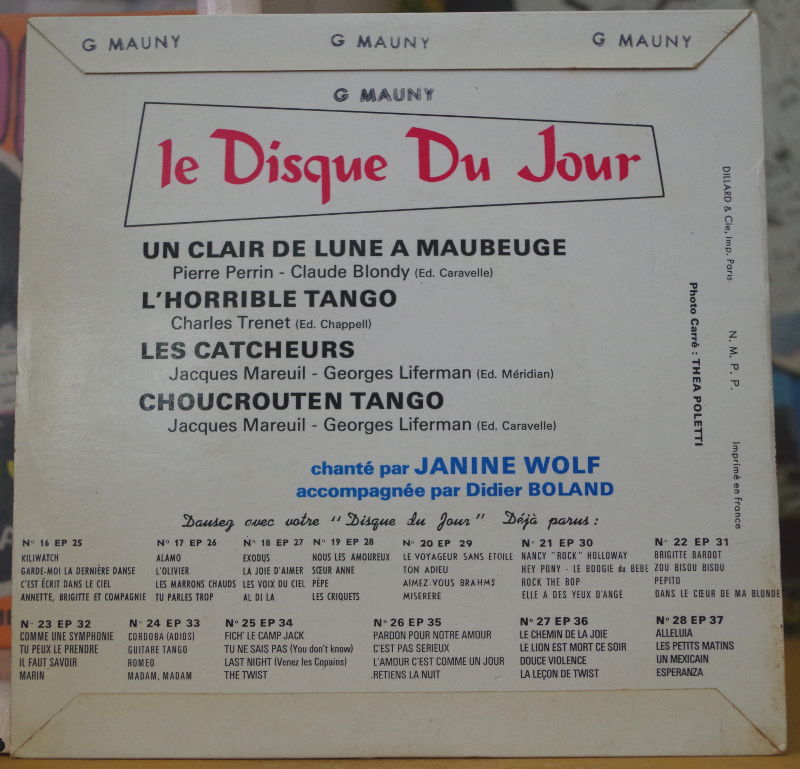 G MAUNY G MAUNY G MAUNY
G MAUNY
le Disque Du Jour
UN CLAIR DE LUNE A MAUBEUGE
Pierre Perrin - Claude Blondy (Ed. Caravelle)
L'HORRIBLE TANGO
Charles Trenet (Ed. Chappell)
LES CATCHEURS
Jacques Mareuil - Georges Liferman (Ed. Méridian)
CHOUCROUTEN TANGO
Jacques Mareuil - Georges Liferman (Ed. Caravelle)
chanté par JANINE WOLF
accompagnée par Didier BOLAND
DILLARD & Cie, Imp. Paris
N. M. P. P.
Imprimé en France
Photo Carré : THEA POLETTI
Dansez avec votre "Disque du Jour" Déjà parus :
N° 16 EP 25
KILIWATCH
GARDE-MOI LA DERNIÈRE DANSE
C'EST ÉCRIT DANS LE CIEL
ANNETTE, BRIGITTE ET COMPAGNIE
N° 17 EP 26
ALAMO
L'OLIVIER
LES MARRONS CHAUDS
TU PARLES TROP
N° 18 EP 27
EXODUS
LA JOIE D'AIMER
LES VOIX DU CIEL
AL DI LA
N° 19 EP 28
NOUS LES AMOUREUX
SŒUR ANNE
PÉPÉ
LES CRIQUETS
N° 20 EP 29
LE VOYAGEUR SANS ETOILE
TON ADIEU
AIMEZ-VOUS BRAHMS
MISERERE
N° 21 EP 30
NANCY "ROCK" HOLLOWAY
HEY PONY - LE BOOGIE du BEBE
ROCK THE BOP
ELLE A DES YEUX D'ANGE
N° 22 EP 31
BRIGITTE BARDOT
ZOU BISOU BISOU
PEPITO
DANS LE CŒUR DE MA BLONDE
N° 23 EP 32
COMME UNE SYMPHONIE
TU PEUX LE PRENDRE
IL FAUT SAVOIR
MARIN
N° 24 EP 33
CORDOBA (ADIOS)
GUITARE TANGO
ROMEO
MADAM, MADAM
N° 25 EP 34
FICH' LE CAMP JACK
TU NE SAIS PAS (You don't know)
LAST NIGHT (Venez les Copains)
THE TWIST
N° 26 EP 35
PARDON POUR NOTRE AMOUR
C'EST PAS SERIEUX
L'AMOUR C'EST COMME UN JOUR
RETIENS LA NUIT
N° 27 EP 36
LE CHEMIN DE LA JOIE
LE LION EST MORT CE SOIR
DOUCE VIOLENCE
LA LEÇON DE TWIST
N° 28 EP 37
ALLELUIA
LES PETITS MATINS
UN MEXICAIN
ESPERANZA